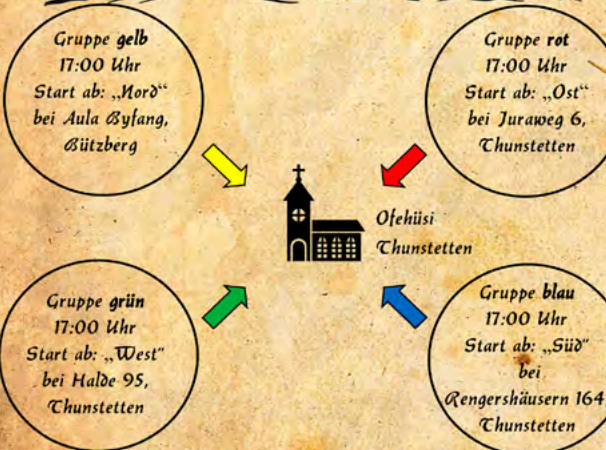 Gruppe gelb
17:00 Uhr
Start ab: „Nord“
bei Aula Byfang,
Bützberg
Gruppe rot
17:00 Uhr
Start ab: „Ost“
bei Juraweg 6,
Thunstetten
Ofehüsi
Thunstetten
Gruppe grün
17:00 Uhr
Start ab: „West“
bei Halde 95,
Thunstetten
Gruppe blau
17:00 Uhr
Start ab: „Süd“
bei
Rengershäusern 164
Thunstetten